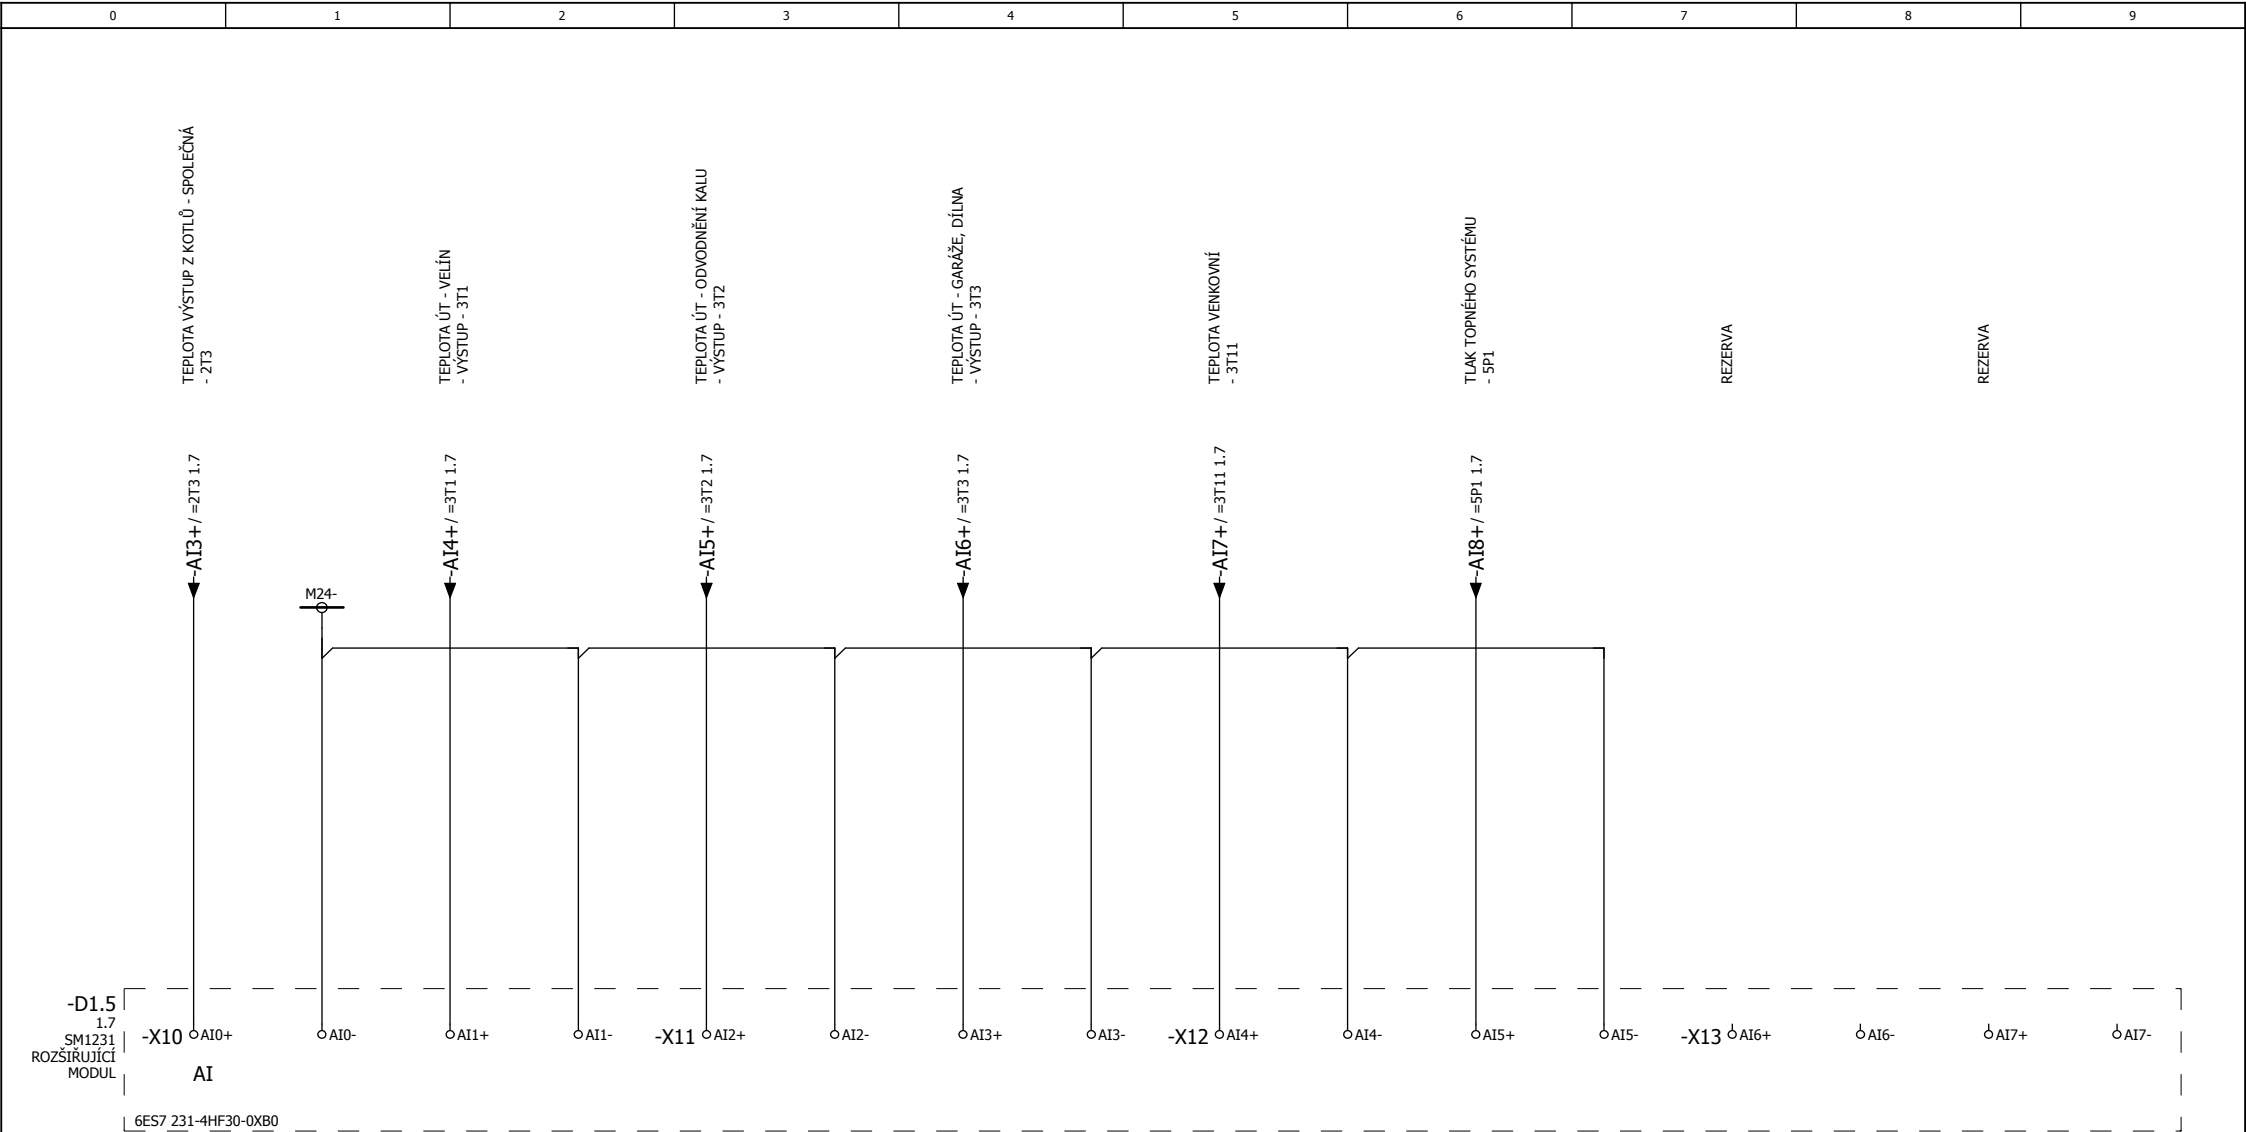 0 1 2 3 4 5 6 7 8 9
TEPLOTA VÝSTUP Z KOTLŮ - SPOLEČNÁ
- 2T3
TEPLOTA ÚT - VELÍN
- VÝSTUP - 3T1
TEPLOTA ÚT - ODVODNĚNÍ KALU
- VÝSTUP - 3T2
TEPLOTA ÚT - GARÁŽE, DÍLNA
- VÝSTUP - 3T3
TEPLOTA VENKOVNÍ
- 3T11
TLAK TOPNÉHO SYSTÉMU
- 5P1
REZERVA
REZERVA
-AI3+ / =2T3 1.7
-AI4+ / =3T1 1.7
-AI5+ / =3T2 1.7
-AI6+ / =3T3 1.7
-AI7+ / =3T11 1.7
-AI8+ / =5P1 1.7
M24-
-D1.5
1.7
SM1231
ROZŠIŘUJÍCÍ
MODUL
-X10 AI0+ AI0- AI1+ AI1- -X11 AI2+ AI2- AI3+ AI3- -X12 AI4+ AI4- AI5+ AI5- -X13 AI6+ AI6- AI7+ AI7-
AI
6ES7 231-4HF30-0XB0